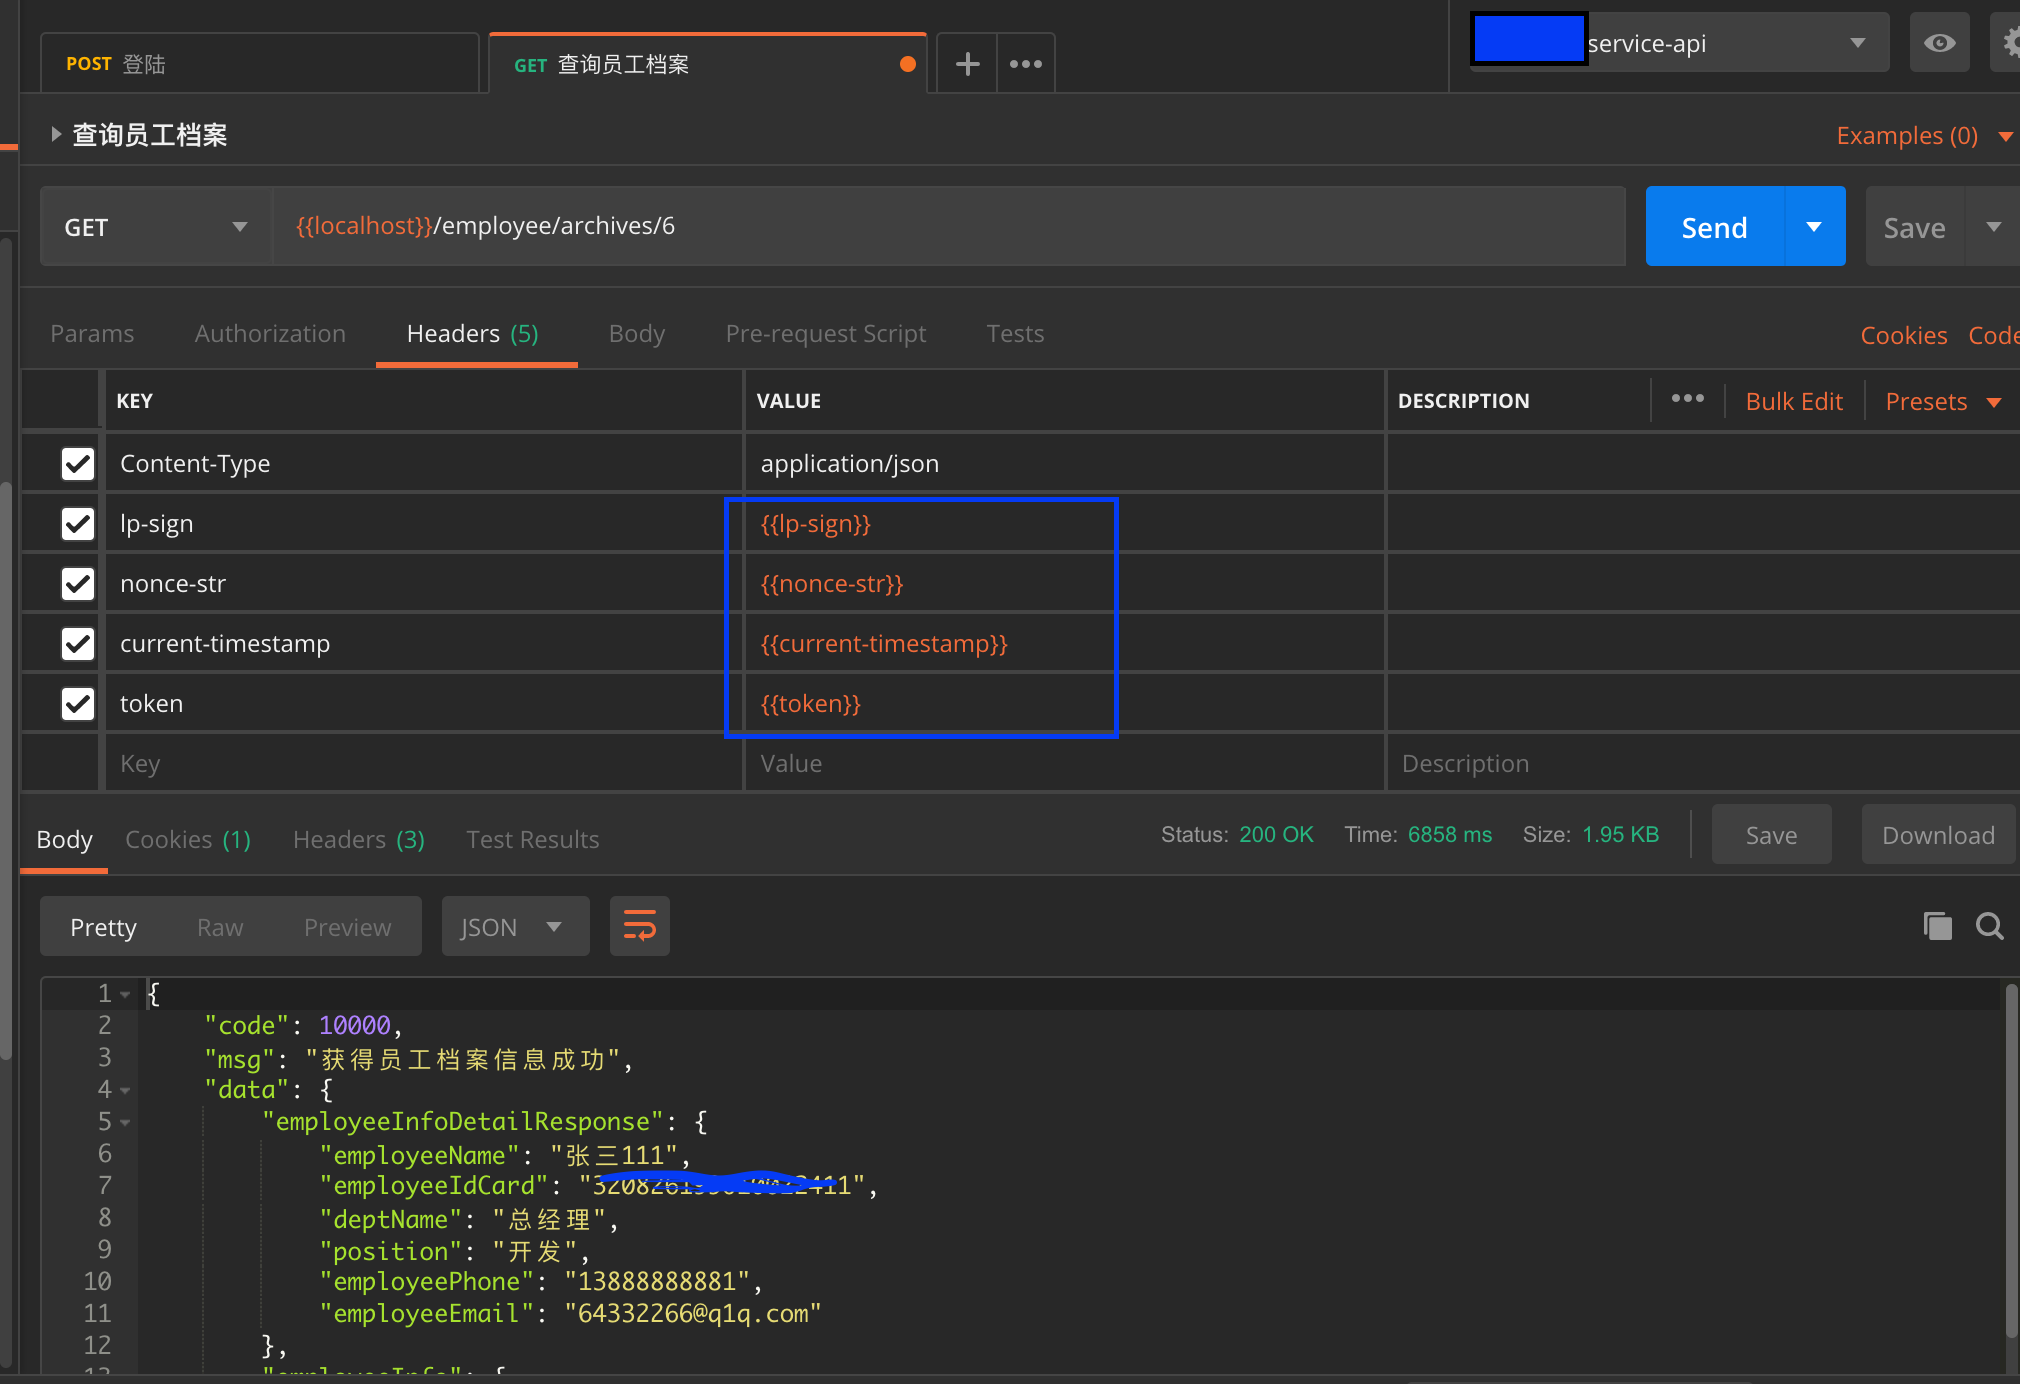 POST 登陆
GET 查询员工档案
service-api
查询员工档案
Examples (0)
GET
{{localhost}}/employee/archives/6
Send
Save
Params Authorization Headers (5) Body Pre-request Script Tests
Cookies Code
KEY VALUE DESCRIPTION
Bulk Edit Presets
Content-Type application/json
lp-sign {{lp-sign}}
nonce-str {{nonce-str}}
current-timestamp {{current-timestamp}}
token {{token}}
Key Value Description
Body Cookies (1) Headers (3) Test Results
Status: 200 OK Time: 6858 ms Size: 1.95 KB
Save Download
Pretty Raw Preview JSON
1 {
2 "code": 10000,
3 "msg": "获得员工档案信息成功",
4 "data": {
5 "employeeInfoDetailResponse": {
6 "employeeName": "张三111",
7 "employeeIdCard":
8 "deptName": "总经理",
9 "position": "开发",
10 "employeePhone": "13888888881",
11 "employeeEmail": "64332266@q1q.com"
12 },
13 "employeeInfo": {